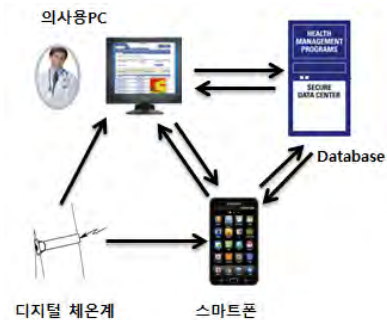 의사용PC
HEALTH
MANAGEMENT
PROGRAMS
SECURE
DATA CENTER
Database
디지털 체온계
스마트폰